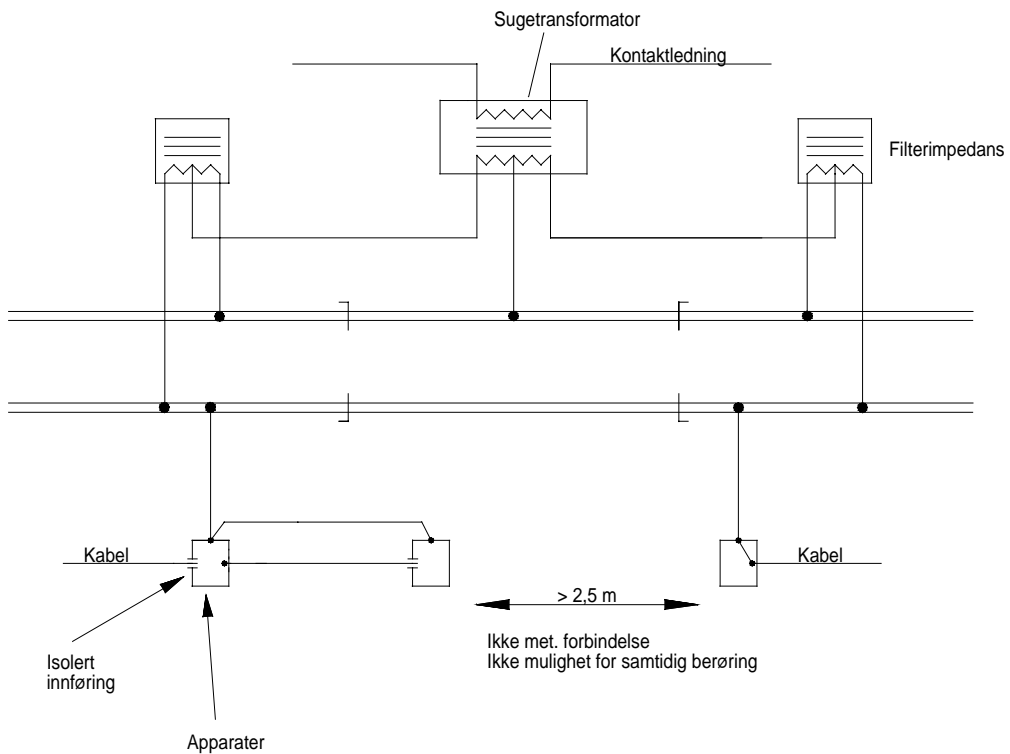 Sugetransformator
Kontaktledning
Filterimpedans
Kabel
Kabel
> 2,5 m
Ikke met. forbindelse
Ikke mulighet for samtidig berøring
Isolert
innføring
Apparater